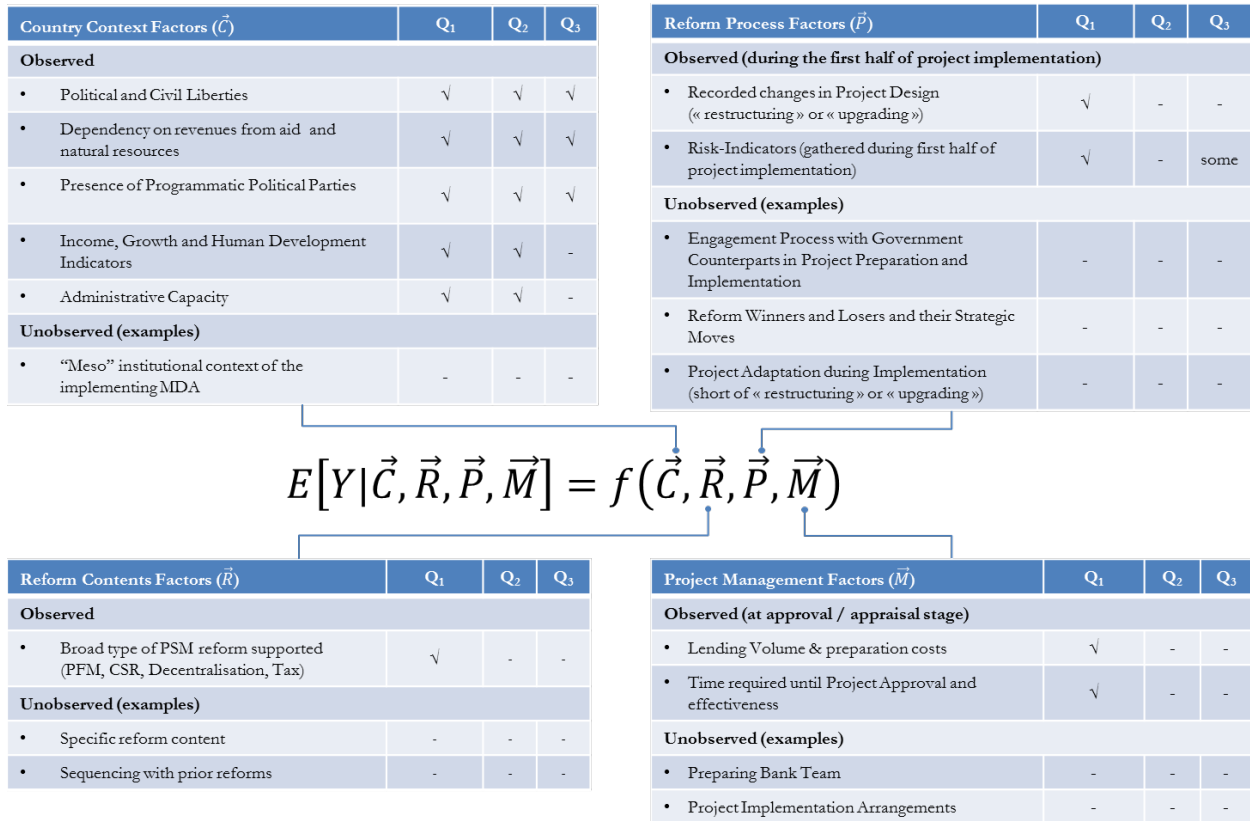 Country Context Factors (C⃗) Q₁ Q₂ Q₃
Observed
• Political and Civil Liberties √ √ √
• Dependency on revenues from aid and
natural resources √ √ √
• Presence of Programmatic Political Parties √ √ √
• Income, Growth and Human Development
Indicators √ √ -
• Administrative Capacity √ √ -
Unobserved (examples)
• “Meso” institutional context of the
implementing MDA - - -
Reform Process Factors (P⃗) Q₁ Q₂ Q₃
Observed (during the first half of project implementation)
• Recorded changes in Project Design
(« restructuring » or « upgrading ») √ - -
• Risk-Indicators (gathered during first half of
project implementation) √ - some
Unobserved (examples)
• Engagement Process with Government
Counterparts in Project Preparation and
Implementation - - -
• Reform Winners and Losers and their Strategic
Moves - - -
• Project Adaptation during Implementation
(short of « restructuring » or « upgrading ») - - -
E[Y|C⃗, R⃗, P⃗, M⃗] = f(C⃗, R⃗, P⃗, M⃗)
Reform Contents Factors (R⃗) Q₁ Q₂ Q₃
Observed
• Broad type of PSM reform supported
(PFM, CSR, Decentralisation, Tax) √ - -
Unobserved (examples)
• Specific reform content - - -
• Sequencing with prior reforms - - -
Project Management Factors (M⃗) Q₁ Q₂ Q₃
Observed (at approval / appraisal stage)
• Lending Volume & preparation costs √ - -
• Time required until Project Approval and
effectiveness √ - -
Unobserved (examples)
• Preparing Bank Team - - -
• Project Implementation Arrangements - - -